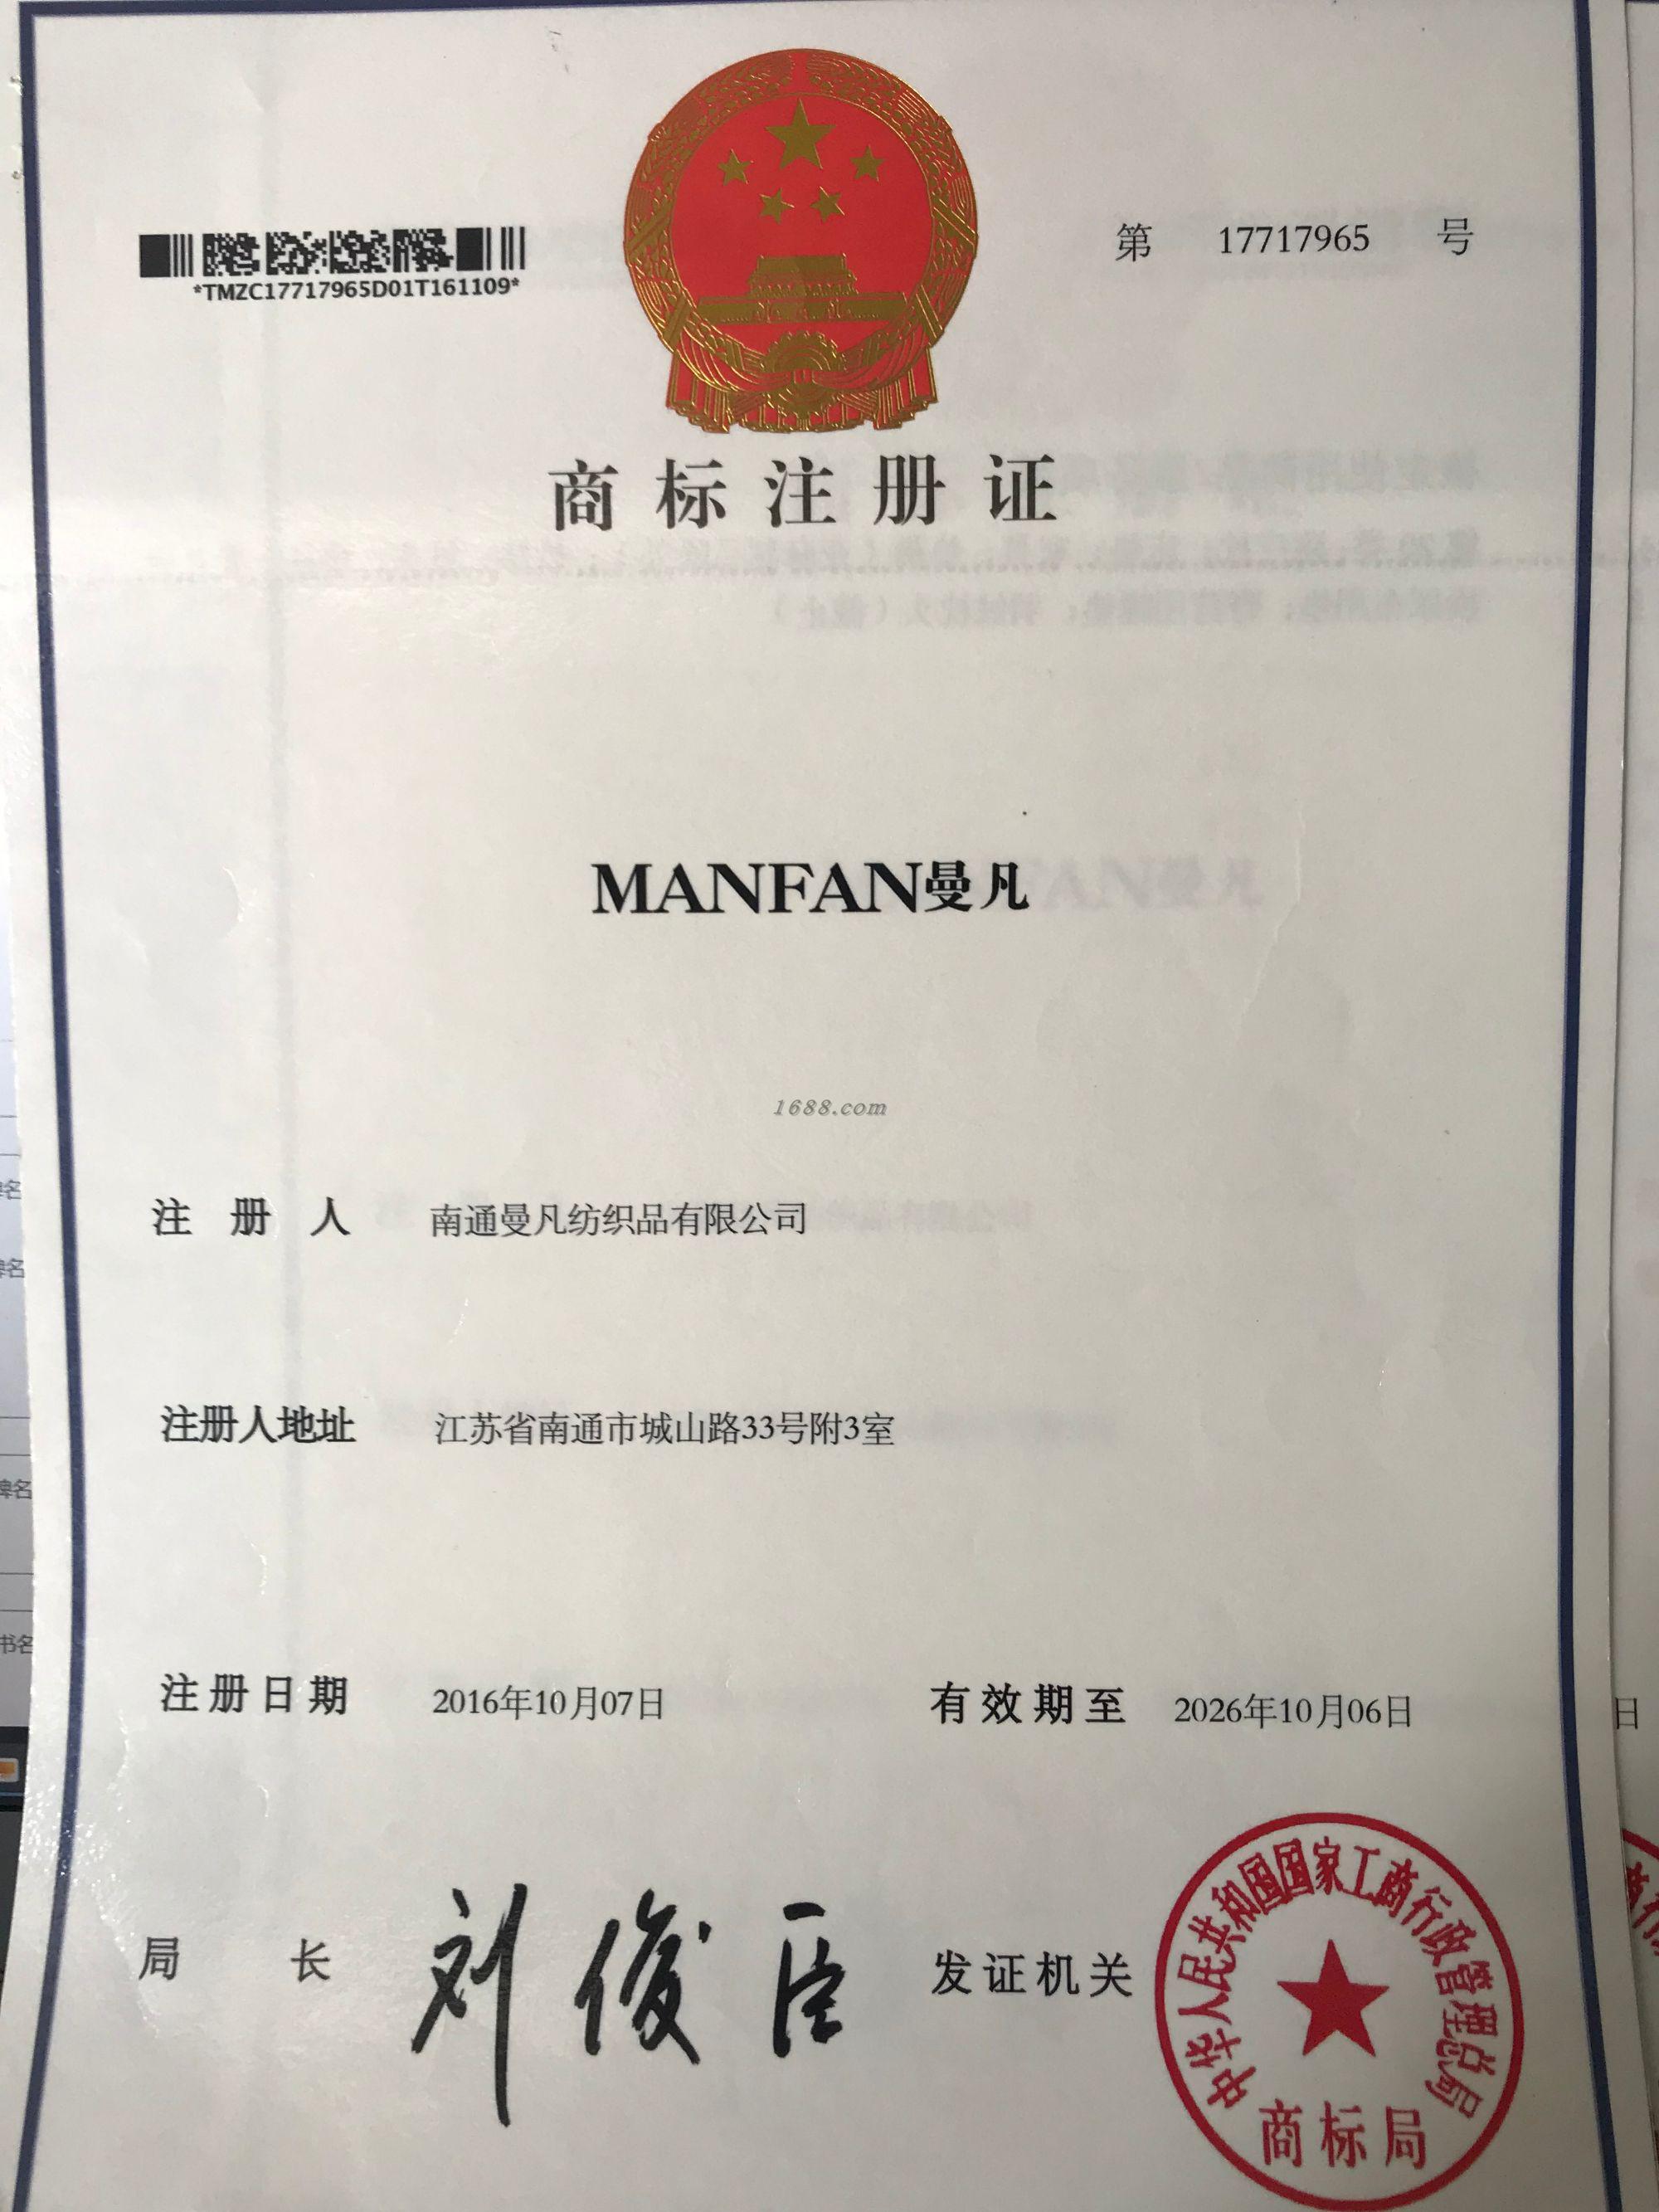 *TMZC17717965D01T161109*
第 17717965 号
商标注册证
MANFAN曼凡
1688.com
注册人 南通曼凡纺织品有限公司
注册人地址 江苏省南通市城山路33号附3室
注册日期 2016年10月07日 有效期至 2026年10月06日
局长 刘俊臣 发证机关
中华人民共和国国家工商行政管理总局
商标局